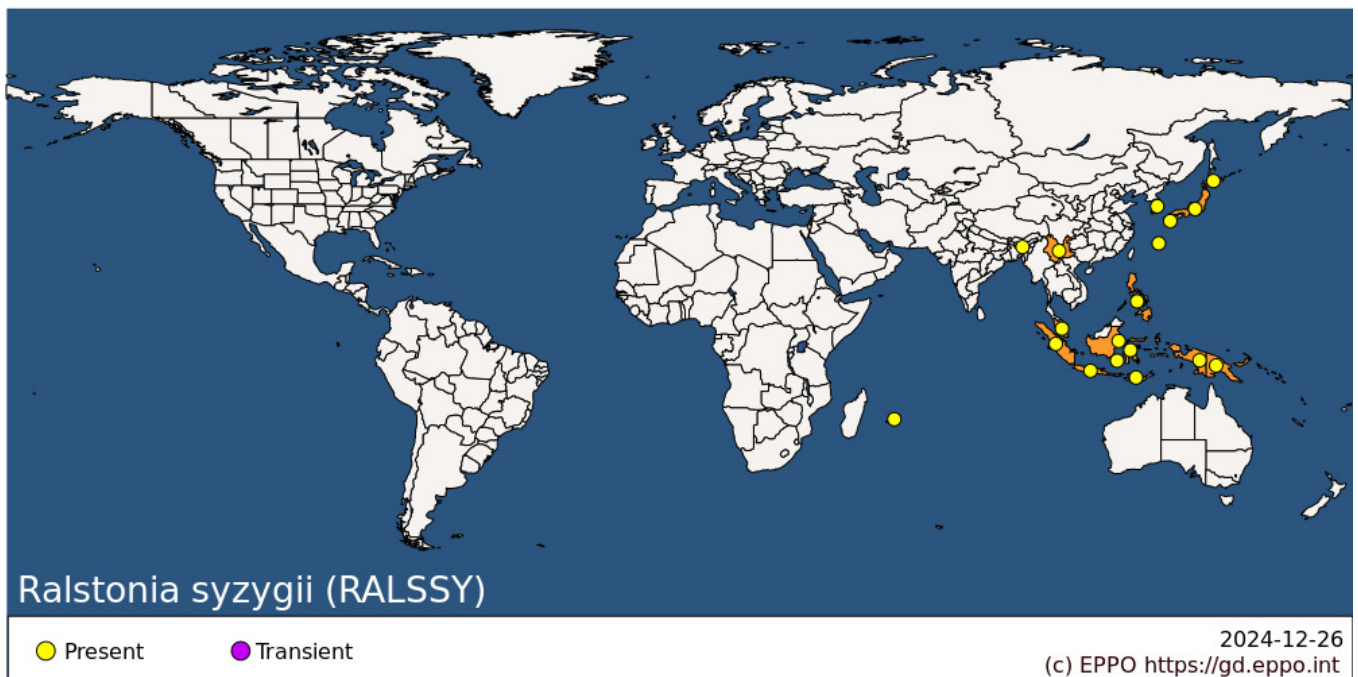 Ralstonia syzygii (RALSSY)
Present
Transient
2024-12-26
(c) EPPO https://gd.eppo.int